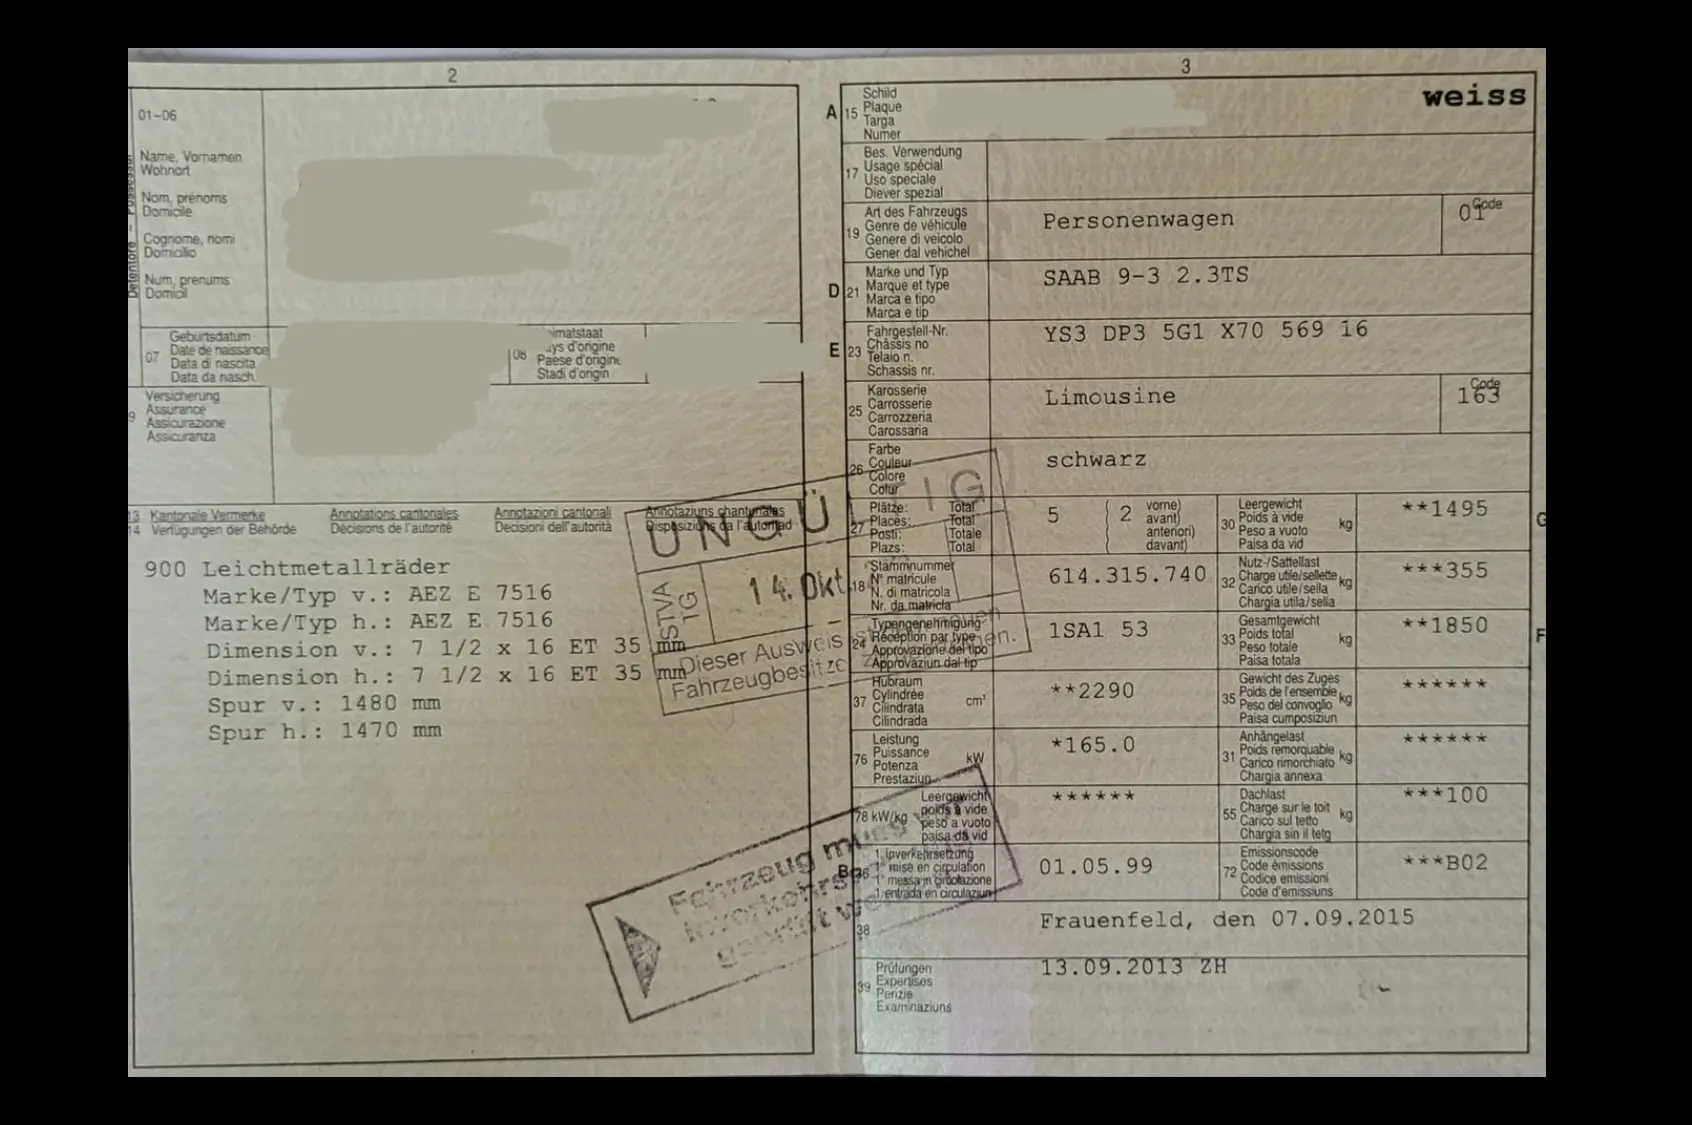 2
01-06
Name, Vornamen
Wohnort
Nom, prénoms
Domicile
Cognome, nomi
Domicilio
Num, prenums
Domicil
07
Geburtsdatum
Date de naissance
Data di nascita
Data da nasch.
08
Paese d'origine
Stadi d'origin
9
Versicherung
Assurance
Assicurazione
Assicuranza
13 Kantonale Vermerke Annotations cantonales Annotazioni cantonali Annotaziuns chantunalas
14 Verfügungen der Behörde Décisions de l'autorité Decisioni dell'autorità Disposiziuns da l'autoritad
900 Leichtmetallräder
Marke/Typ v.: AEZ E 7516
Marke/Typ h.: AEZ E 7516
Dimension v.: 7 1/2 x 16 ET 35 mm
Dimension h.: 7 1/2 x 16 ET 35 mm
Spur v.: 1480 mm
Spur h.: 1470 mm
STVA
TG
14. Okt.
Dieser Ausweis
3
A 15
Schild
Plaque
Targa
Numer
weiss
17
Bes. Verwendung
Usage spécial
Uso speciale
Diever spezial
19
Art des Fahrzeugs
Genre de véhicule
Genere di veicolo
Gener dal vehichel
Personenwagen
Code
01
D 21
Marke und Typ
Marque et type
Marca e tipo
Marca e tip
SAAB 9-3 2.3TS
E 23
Fahrgestell-Nr.
Châssis no
Telaio n.
Schassis nr.
YS3 DP3 5G1 X70 569 16
25
Karosserie
Carrosserie
Carrozzeria
Carossaria
Limousine
Code
163
26
Farbe
Couleur
Colore
Colur
schwarz
27
Plätze: Total
Places: Total
Posti: Totale
Plazs: Total
5
( 2 vorne)
avant)
anteriori)
( davant)
30
Leergewicht
Poids à vide
Peso a vuoto
Paisa da vid
kg
**1495
G
18
Stammnummer
N° matricule
N. di matricola
Nr. da matricla
614.315.740
32
Nutz-/Sattellast
Charge utile/sellette
Carico utile/sella
Chargia utila/sella
kg
***355
24
Typengenehmigung
Réception par type
Approvazione del tipo
Approvaziun dal tip
1SA1 53
33
Gesamtgewicht
Poids total
Peso totale
Paisa totala
kg
**1850
F
37
Hubraum
Cylindrée
Cilindrata
Cilindrada
cm³
**2290
35
Gewicht des Zuges
Poids de l'ensemble
Peso del convoglio
Paisa cumposiziun
kg
******
76
Leistung
Puissance
Potenza
Prestaziun
kW
*165.0
31
Anhängelast
Poids remorquable
Carico rimorchiato
Chargia annexa
kg
******
78 kW/kg
Leergewicht
poids à vide
peso a vuoto
paisa da vid
******
55
Dachlast
Charge sur le toit
Carico sul tetto
Chargia sin il tetg
kg
***100
B 36
1. Inverkehrsetzung
1re mise en circulation
1a messa in circolazione
1. entrada en circulaziun
01.05.99
72
Emissionscode
Code émissions
Codice emissioni
Code d'emissiuns
***B02
38
Frauenfeld, den 07.09.2015
39
Prüfungen
Expertises
Perizie
Examinaziuns
13.09.2013 ZH